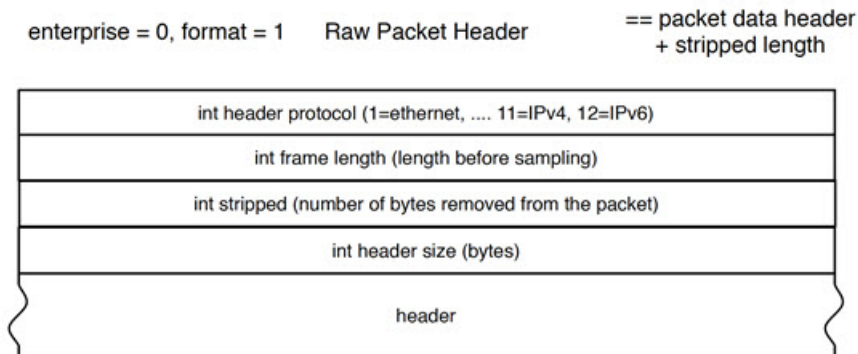 enterprise = 0, format = 1 Raw Packet Header == packet data header
+ stripped length
int header protocol (1=ethernet, .... 11=IPv4, 12=IPv6)
int frame length (length before sampling)
int stripped (number of bytes removed from the packet)
int header size (bytes)
header